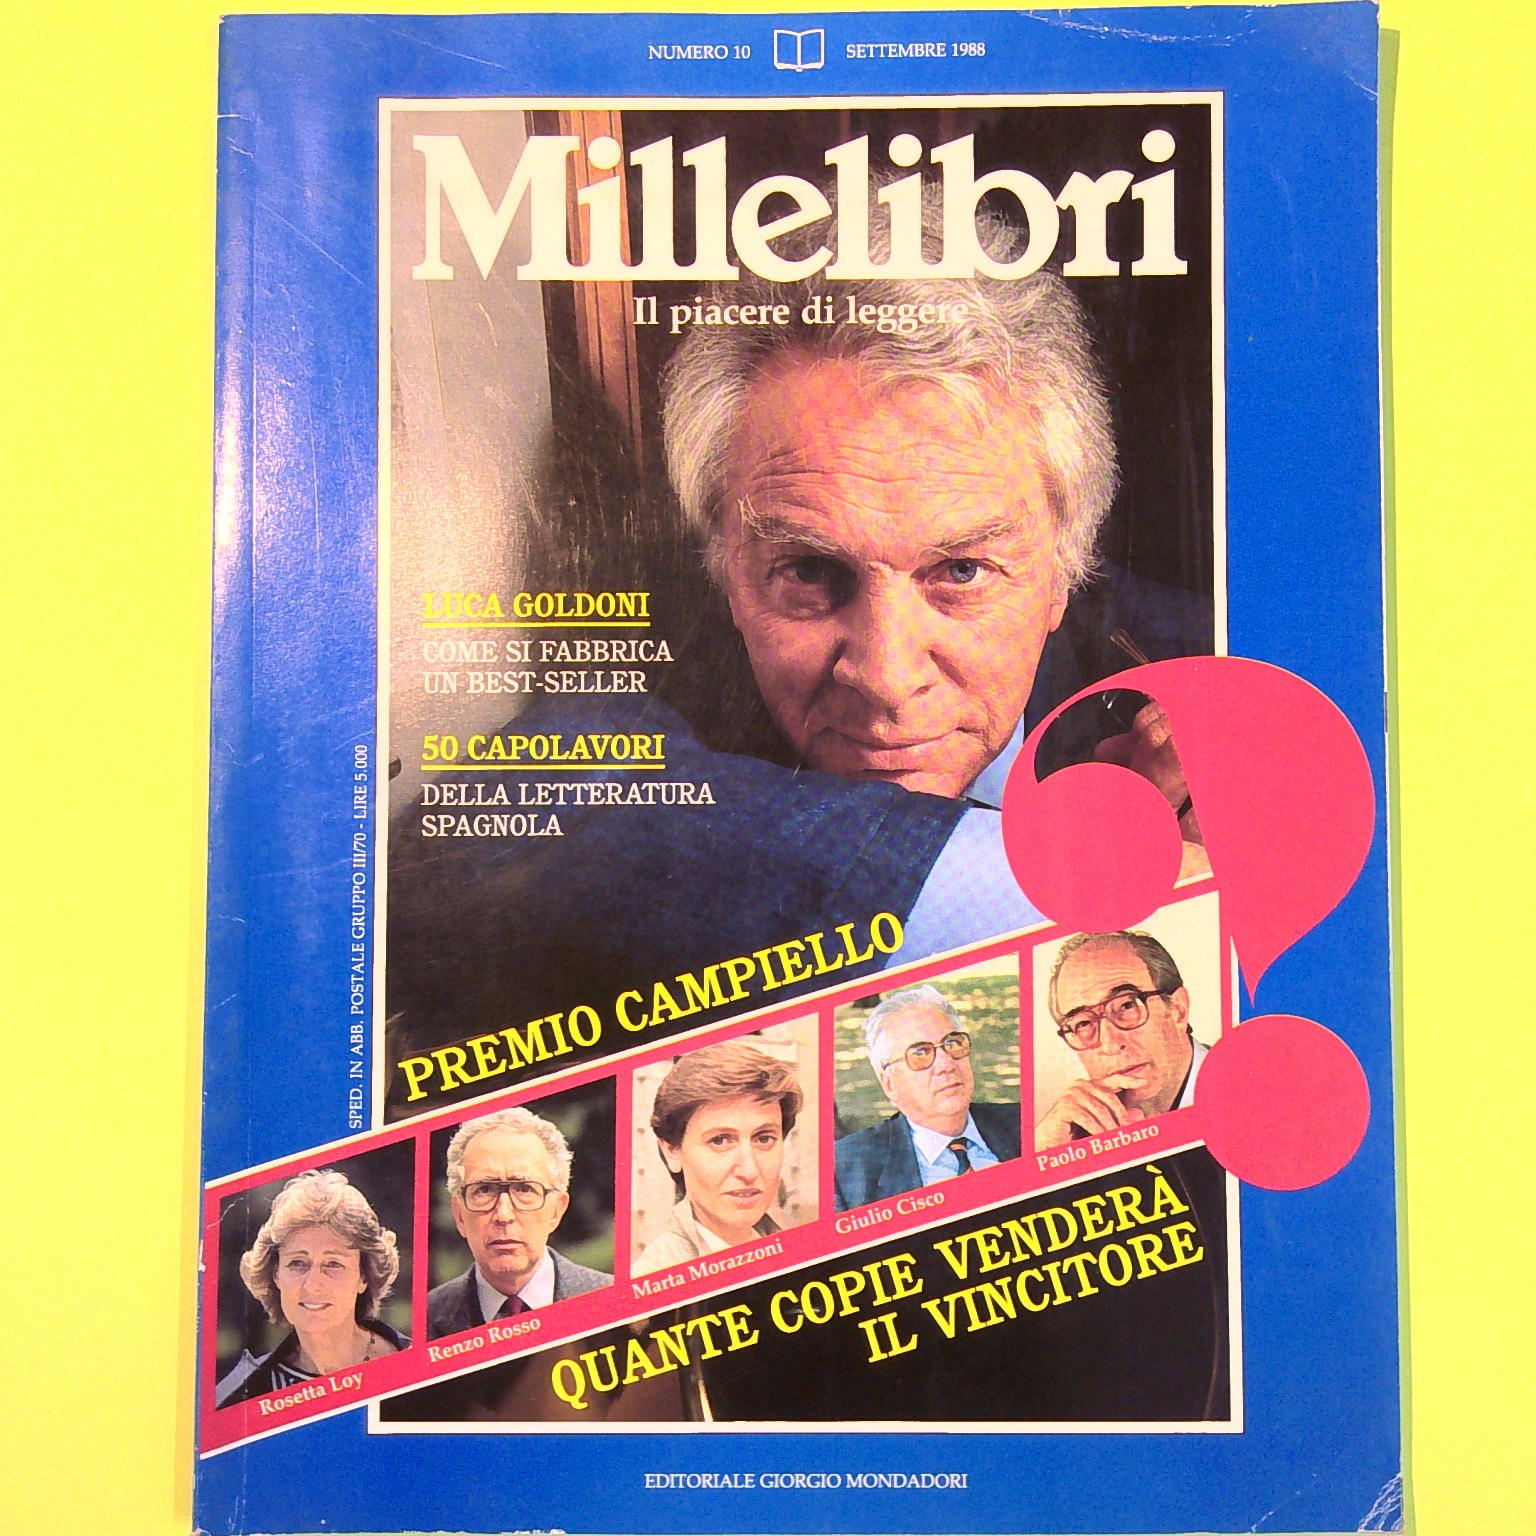 NUMERO 10 SETTEMBRE 1988
Millelibri
Il piacere di leggere
LUCA GOLDONI
COME SI FABBRICA
UN BEST-SELLER
50 CAPOLAVORI
DELLA LETTERATURA
SPAGNOLA
SPED. IN ABB. POSTALE GRUPPO III/70 - LIRE 5.000
PREMIO CAMPIELLO
Rosetta Loy
Renzo Rosso
Marta Morazzoni
Giulio Cisco
Paolo Barbaro
QUANTE COPIE VENDERÀ
IL VINCITORE
?
EDITORIALE GIORGIO MONDADORI